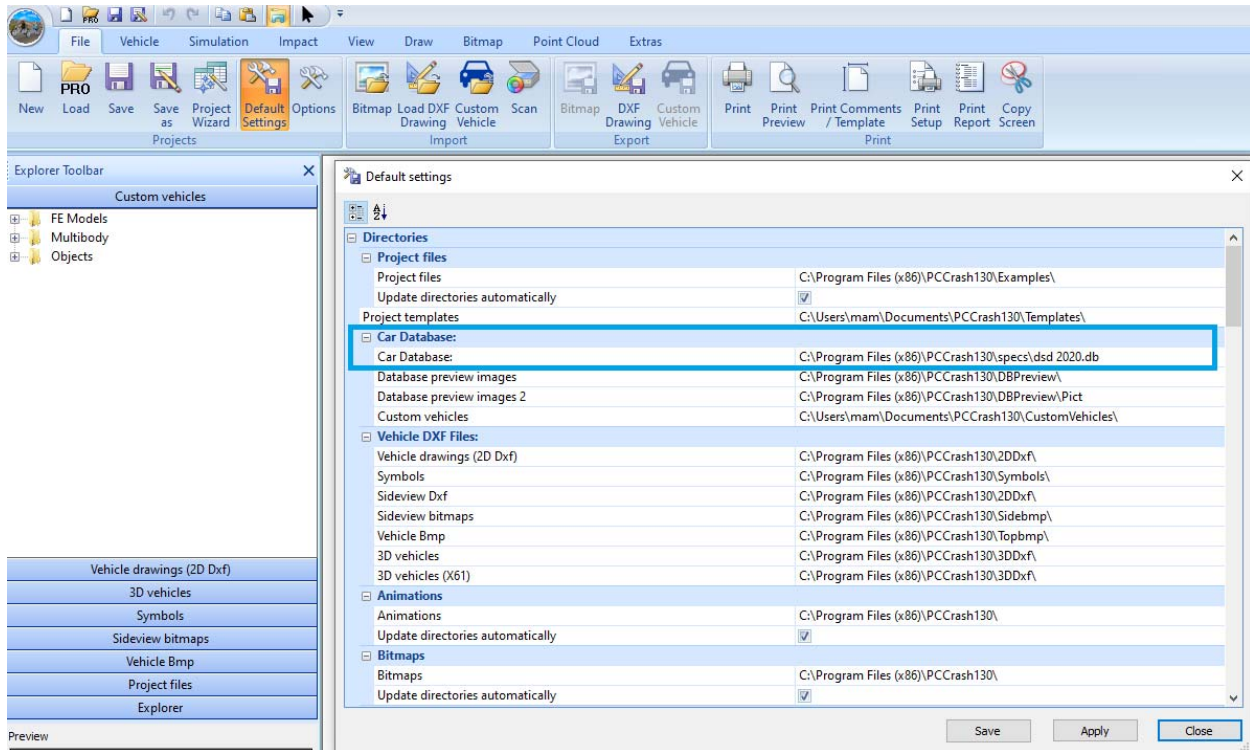 PRO
File Vehicle Simulation Impact View Draw Bitmap Point Cloud Extras
PRO
New Load Save Save as Project Wizard Default Settings Options Bitmap Load DXF Drawing Custom Vehicle Scan Bitmap DXF Drawing Custom Vehicle Print Print Preview Print Comments / Template Print Setup Print Report Copy Screen
Projects Import Export Print
Explorer Toolbar
Custom vehicles
FE Models
Multibody
Objects
Vehicle drawings (2D Dxf)
3D vehicles
Symbols
Sideview bitmaps
Vehicle Bmp
Project files
Explorer
Preview
Default settings
Directories
Project files
Project files C:\Program Files (x86)\PCCrash130\Examples\
Update directories automatically
Project templates C:\Users\mam\Documents\PCCrash130\Templates\
Car Database:
Car Database: C:\Program Files (x86)\PCCrash130\specs\dsd 2020.db
Database preview images C:\Program Files (x86)\PCCrash130\DBPreview\
Database preview images 2 C:\Program Files (x86)\PCCrash130\DBPreview\Pict
Custom vehicles C:\Users\mam\Documents\PCCrash130\CustomVehicles\
Vehicle DXF Files:
Vehicle drawings (2D Dxf) C:\Program Files (x86)\PCCrash130\2DDxf\
Symbols C:\Program Files (x86)\PCCrash130\Symbols\
Sideview Dxf C:\Program Files (x86)\PCCrash130\2DDxf\
Sideview bitmaps C:\Program Files (x86)\PCCrash130\Sidebmp\
Vehicle Bmp C:\Program Files (x86)\PCCrash130\Topbmp\
3D vehicles C:\Program Files (x86)\PCCrash130\3DDxf\
3D vehicles (X61) C:\Program Files (x86)\PCCrash130\3DDxf\
Animations
Animations C:\Program Files (x86)\PCCrash130\
Update directories automatically
Bitmaps
Bitmaps C:\Program Files (x86)\PCCrash130\
Update directories automatically
Save Apply Close